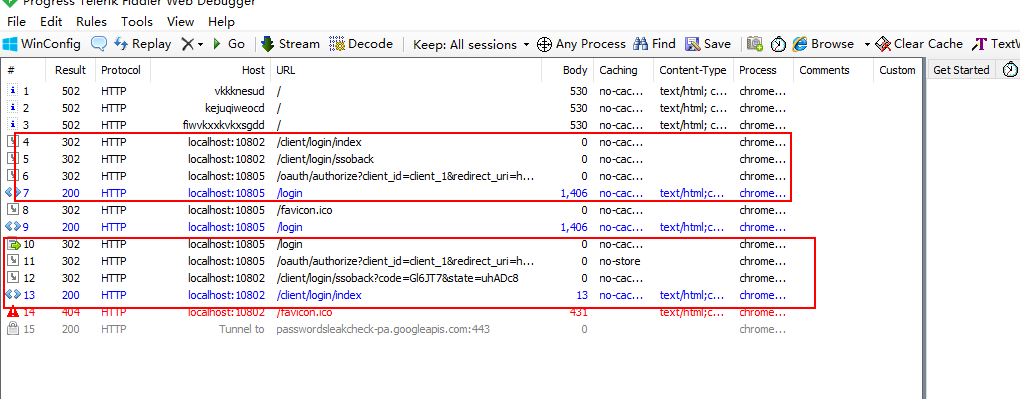 Progress Telerik Fiddler Web Debugger
File Edit Rules Tools View Help
WinConfig Replay Go Stream Decode Keep: All sessions Any Process Find Save Browse Clear Cache TextW
# Result Protocol Host URL Body Caching Content-Type Process Comments Custom Get Started
1 502 HTTP vkkknesud / 530 no-cac... text/html; c... chrome...
2 502 HTTP kejuqiweocd / 530 no-cac... text/html; c... chrome...
3 502 HTTP fiwvkxxkvkxsgdd / 530 no-cac... text/html; c... chrome...
4 302 HTTP localhost:10802 /client/login/index 0 no-cac... chrome...
5 302 HTTP localhost:10802 /client/login/ssoback 0 no-cac... chrome...
6 302 HTTP localhost:10805 /oauth/authorize?client_id=client_1&redirect_uri=h... 0 no-cac... chrome...
7 200 HTTP localhost:10805 /login 1,406 no-cac... text/html;c... chrome...
8 302 HTTP localhost:10805 /favicon.ico 0 no-cac... chrome...
9 200 HTTP localhost:10805 /login 1,406 no-cac... text/html;c... chrome...
10 302 HTTP localhost:10805 /login 0 no-cac... chrome...
11 302 HTTP localhost:10805 /oauth/authorize?client_id=client_1&redirect_uri=h... 0 no-store chrome...
12 302 HTTP localhost:10802 /client/login/ssoback?code=Gl6JT7&state=uhADc8 0 no-cac... chrome...
13 200 HTTP localhost:10802 /client/login/index 13 no-cac... text/html;c... chrome...
14 404 HTTP localhost:10802 /favicon.ico 431 text/html;c... chrome...
15 200 HTTP Tunnel to passwordsleakcheck-pa.googleapis.com:443 0 chrome...